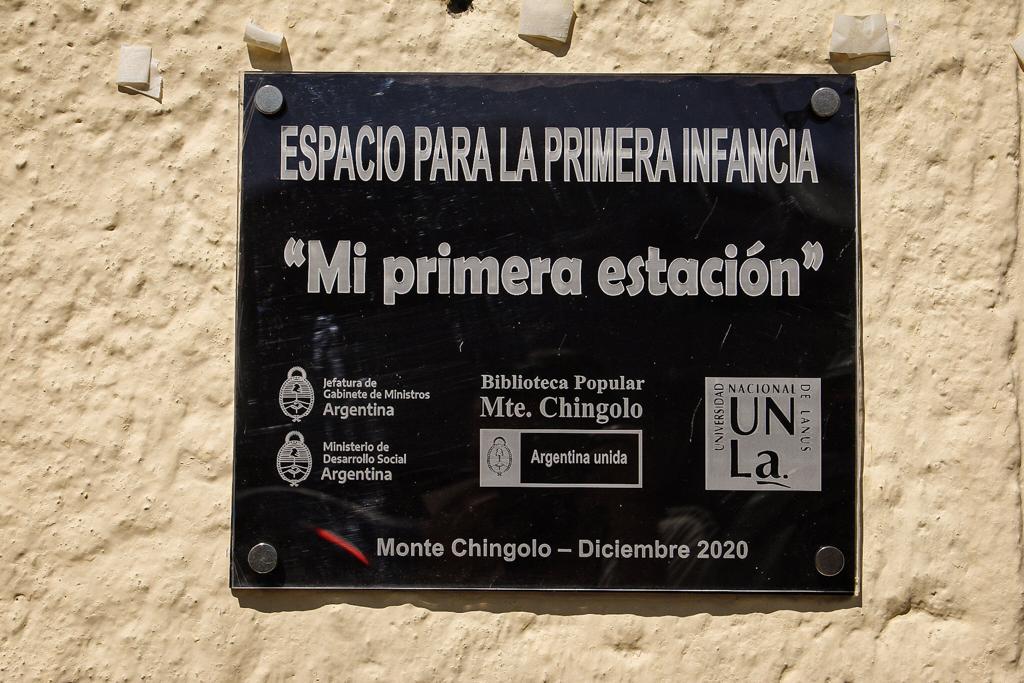 ESPACIO PARA LA PRIMERA INFANCIA
“Mi primera estación”
Jefatura de
Gabinete de Ministros
Argentina
Ministerio de
Desarrollo Social
Argentina
Biblioteca Popular
Mte. Chingolo
Argentina unida
UNIVERSIDAD
NACIONAL
DE LANUS
UN
La.
Monte Chingolo – Diciembre 2020